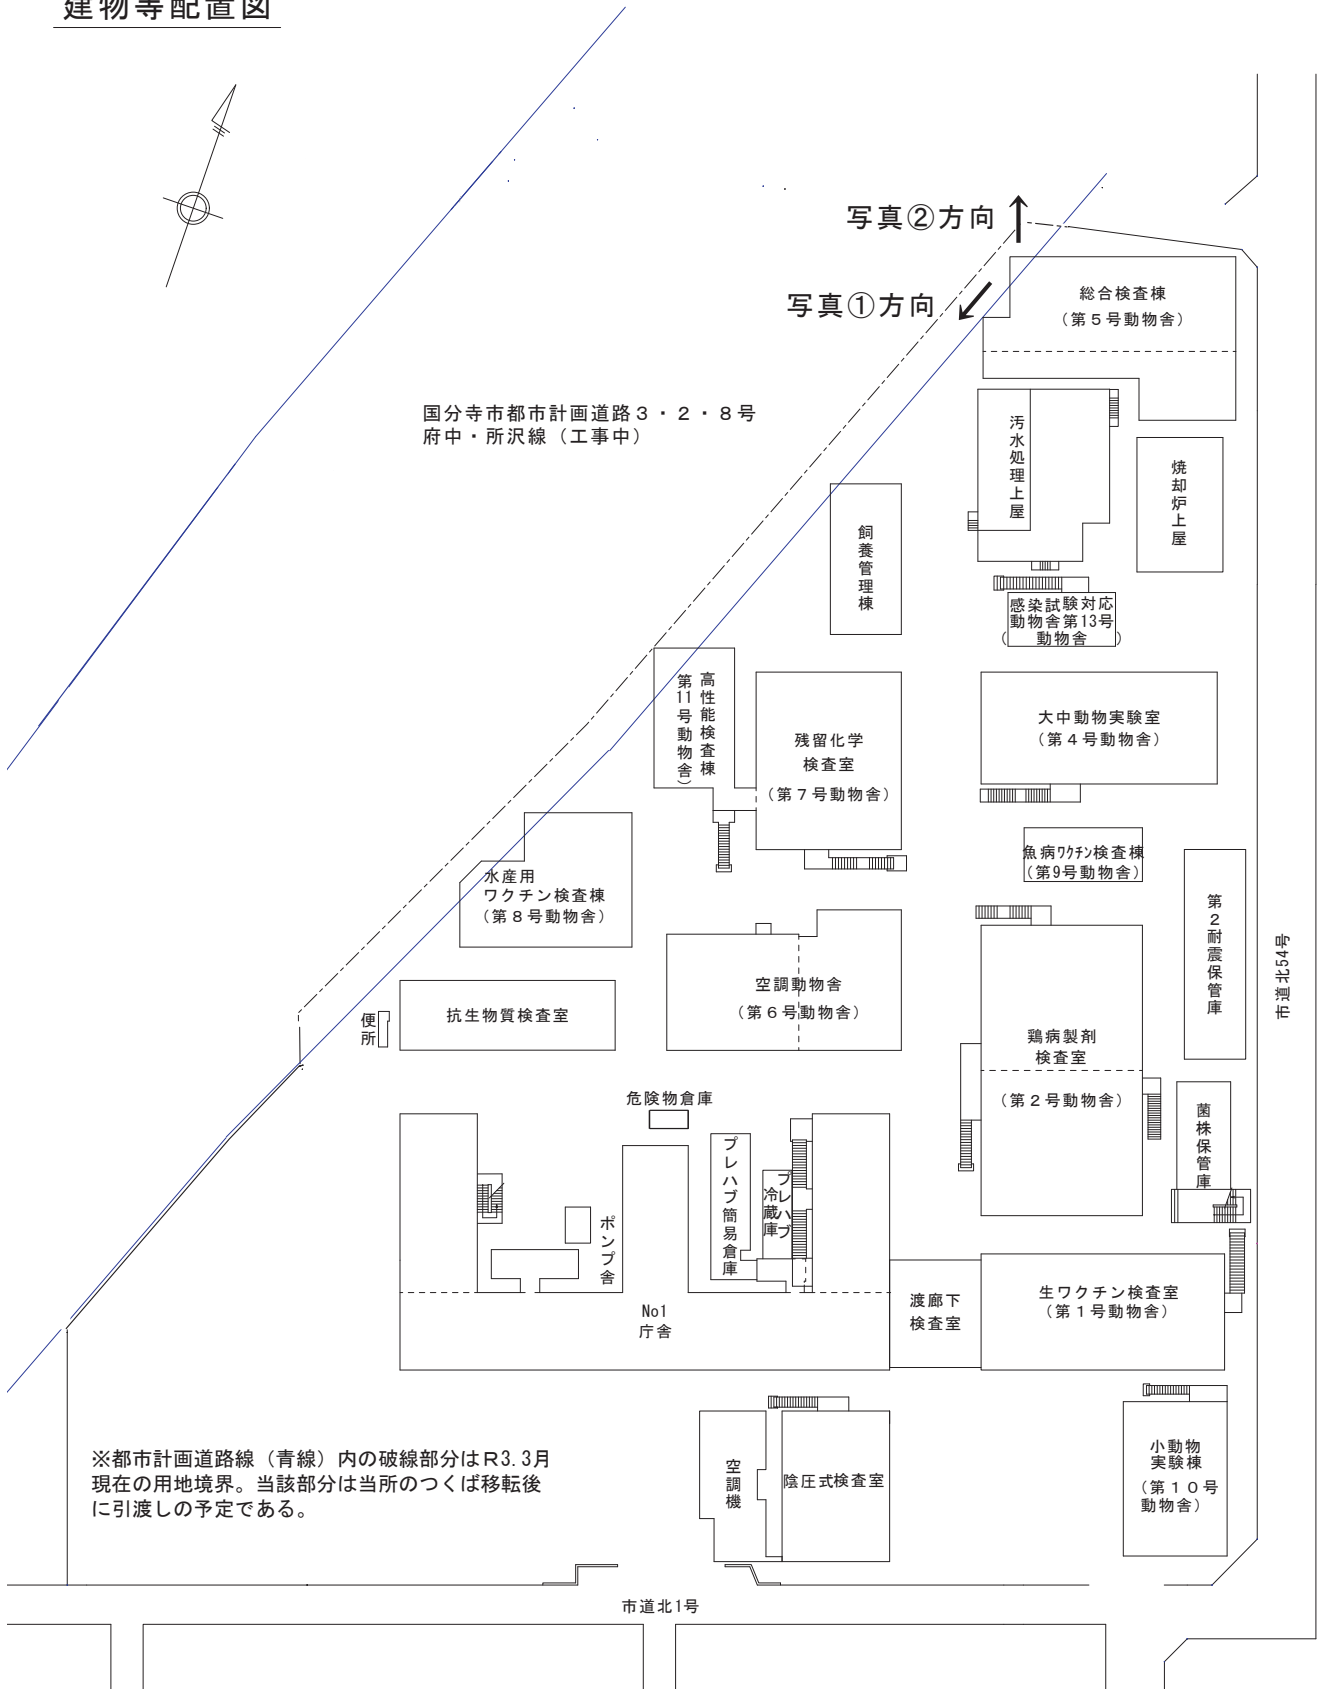 建物等配置図
写真②方向
写真①方向
総合検査棟
（第５号動物舎）
国分寺市都市計画道路３・２・８号
府中・所沢線（工事中）
汚水処理上屋
焼却炉上屋
飼養管理棟
感染試験対応
動物舎第13号
（動物舎）
高性能検査棟
第11号動物舎）
残留化学
検査室
（第７号動物舎）
大中動物実験室
（第４号動物舎）
魚病ワクチン検査棟
（第9号動物舎）
水産用
ワクチン検査棟
（第８号動物舎）
第２耐震保管庫
市道北54号
空調動物舎
（第６号動物舎）
便所
抗生物質検査室
鶏病製剤
検査室
（第２号動物舎）
危険物倉庫
菌株保管庫
プレハブ簡易倉庫
プレハブ
冷蔵庫
ポンプ舎
No1
庁舎
渡廊下
検査室
生ワクチン検査室
（第１号動物舎）
※都市計画道路線（青線）内の破線部分はＲ3.3月
現在の用地境界。当該部分は当所のつくば移転後
に引渡しの予定である。
空調機
陰圧式検査室
小動物
実験棟
（第１０号
動物舎）
市道北1号